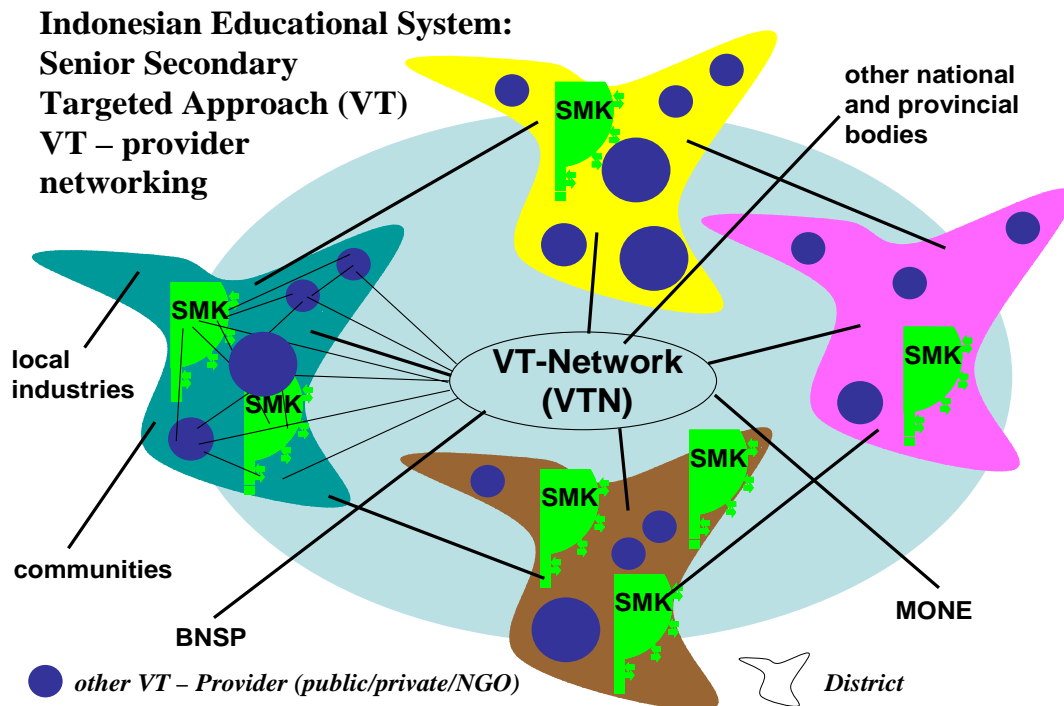 Indonesian Educational System:
Senior Secondary
Targeted Approach (VT)
VT – provider
networking
other national
and provincial
bodies
SMK
SMK
SMK
SMK
local
industries
VT-Network
(VTN)
SMK
SMK
SMK
communities
BNSP
MONE
other VT – Provider (public/private/NGO)
District